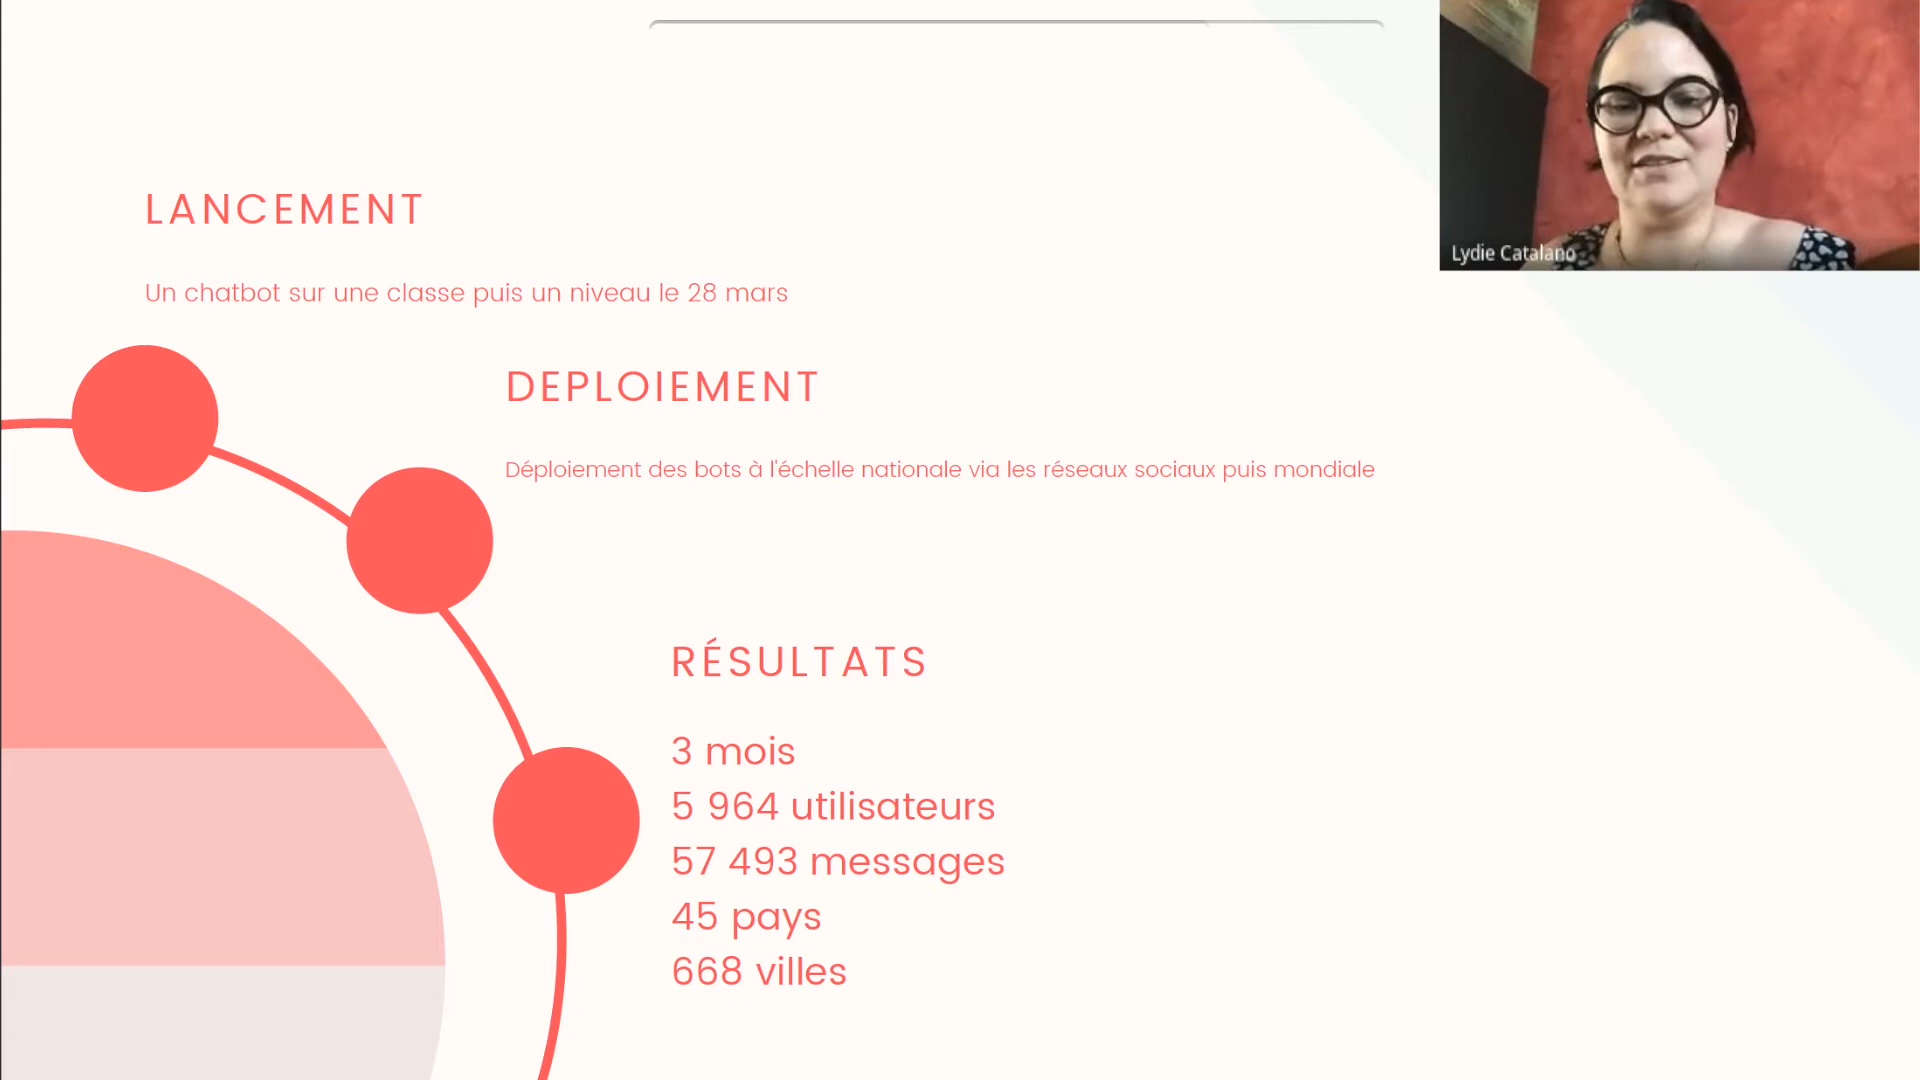 LANCEMENT
Un chatbot sur une classe puis un niveau le 28 mars
DEPLOIEMENT
Déploiement des bots à l'échelle nationale via les réseaux sociaux puis mondiale
RÉSULTATS
3 mois
5 964 utilisateurs
57 493 messages
45 pays
668 villes
Lydie Catalano